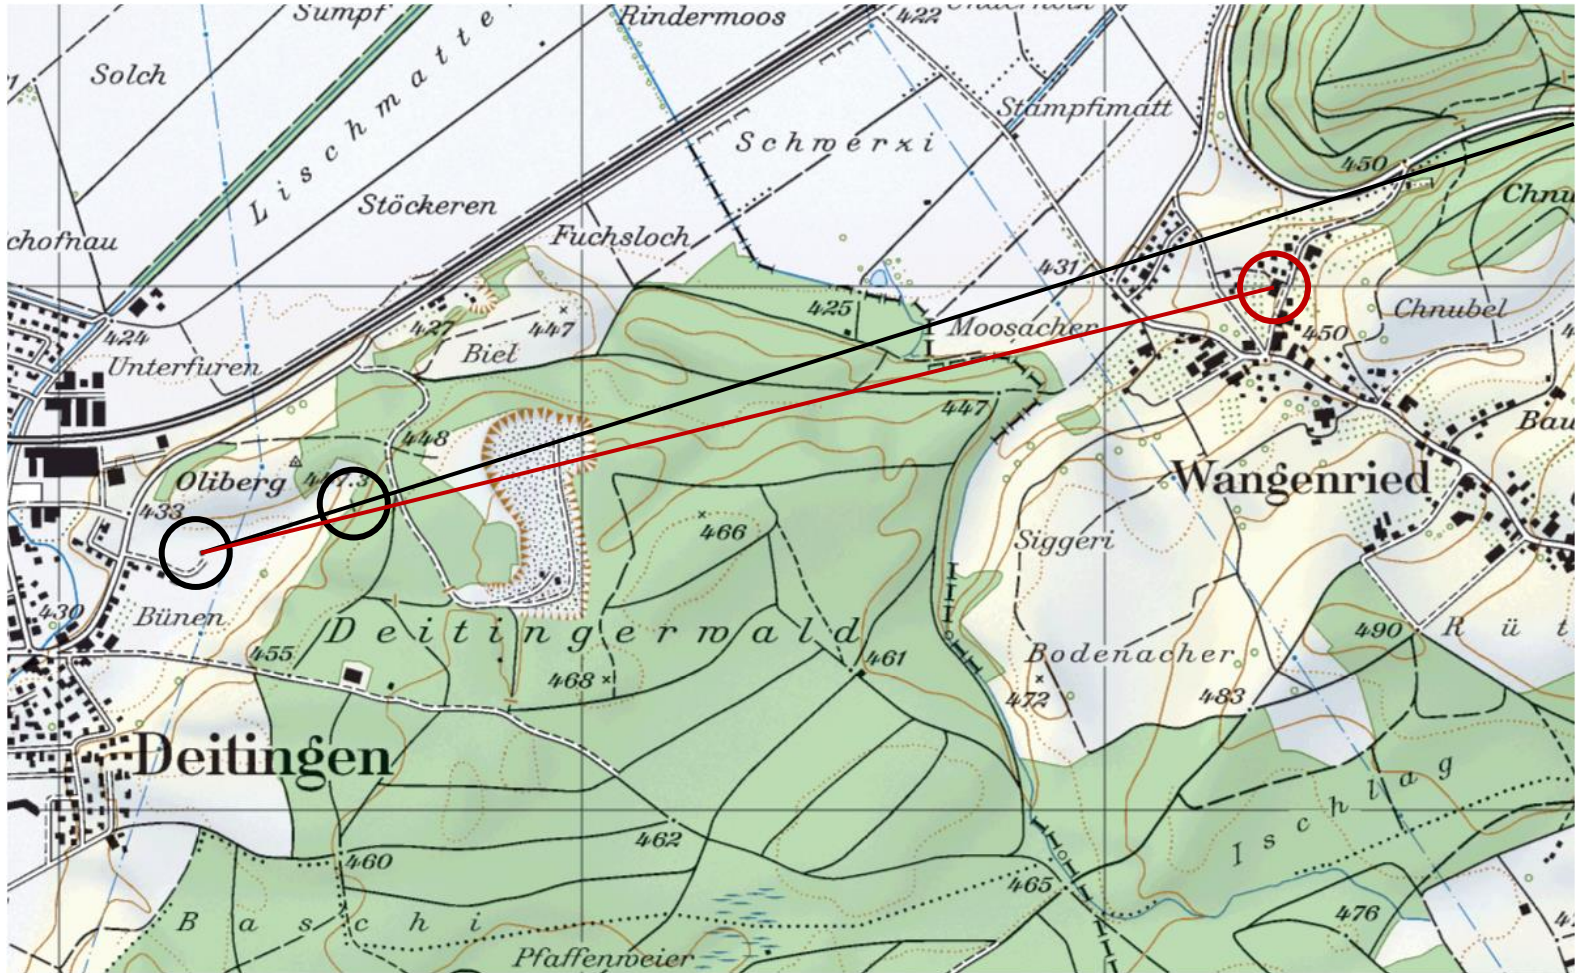 Sumpf
Rindermoos
422
Solch
Lischmatte
Stampfimatt
Schwerzi
450
Stöckeren
chofnau
Fuchsloch
431
Chnu
427
447
425
Moosacher
450
Chnubel
424
Unterfuren
Biel
447
448
Oliberg
433
466
Wangenried
Bau
Siggeri
430
Bünen
Deitingerwald
455
468
461
Bodenacher
472
483
490
Rüt
Deitingen
Ischlag
460
462
465
476
47
Baschi
Pfaffenweier